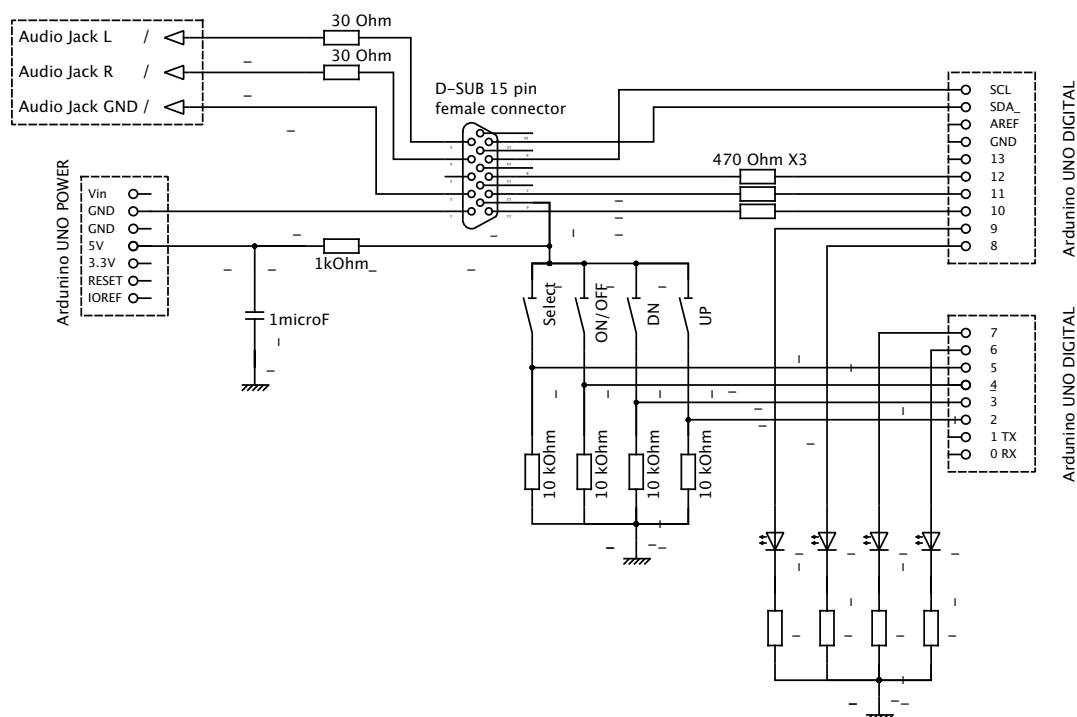 30 Ohm
Audio Jack L /
30 Ohm
Audio Jack R /
Audio Jack GND /
D-SUB 15 pin
female connector
SCL
SDA_
AREF
GND
13
12
11
10
9
8
Ardunino UNO DIGITAL
470 Ohm X3
Ardunino UNO POWER
Vin
GND
GND
5V
3.3V
RESET
IOREF
1kOhm_
1microF
Select
ON/OFF
DN
UP
7
6
5
4
3
2
1 TX
0 RX
Ardunino UNO DIGITAL
10 kOhm
10 kOhm
10 kOhm
10 kOhm